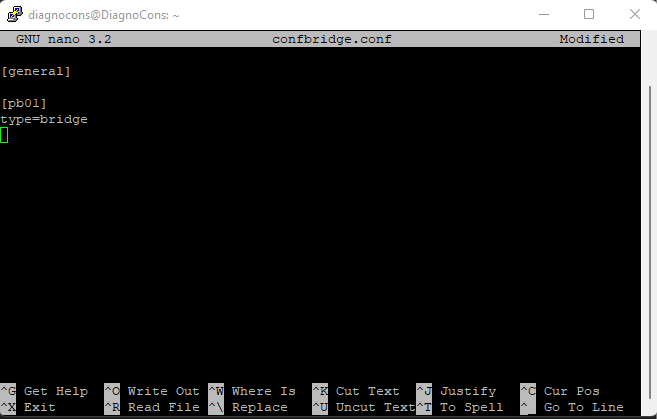 diagnocons@DiagnoCons: ~
GNU nano 3.2 confbridge.conf Modified
[general]
[pb01]
type=bridge
^G Get Help ^O Write Out ^W Where Is ^K Cut Text ^J Justify ^C Cur Pos
^X Exit ^R Read File ^\ Replace ^U Uncut Text^T To Spell ^_ Go To Line